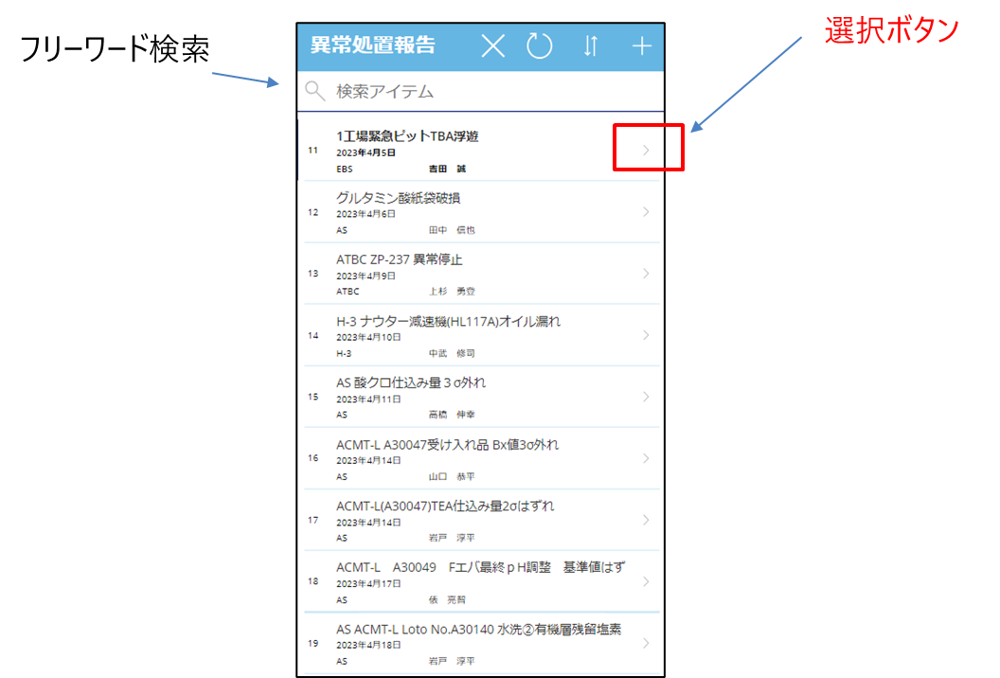 フリーワード検索
選択ボタン
異常処置報告
検索アイテム
11
1工場緊急ピットTBA浮遊
2023年4月5日
EBS 吉田 誠
12
グルタミン酸紙袋破損
2023年4月6日
AS 田中 信也
13
ATBC ZP-237 異常停止
2023年4月9日
ATBC 上杉 勇登
14
H-3 ナウター減速機(HL117A)オイル漏れ
2023年4月10日
H-3 中武 修司
15
AS 酸クロ仕込み量３σ外れ
2023年4月11日
AS 高橋 伸幸
16
ACMT-L A30047受け入れ品 Bx値3σ外れ
2023年4月14日
AS 山口 恭平
17
ACMT-L(A30047)TEA仕込み量2σはずれ
2023年4月14日
AS 岩戸 淳平
18
ACMT-L　A30049　Fエバ最終ｐH調整　基準値はず
2023年4月17日
AS 俵 亮智
19
AS ACMT-L Loto No.A30140 水洗②有機層残留塩素
2023年4月18日
AS 岩戸 淳平